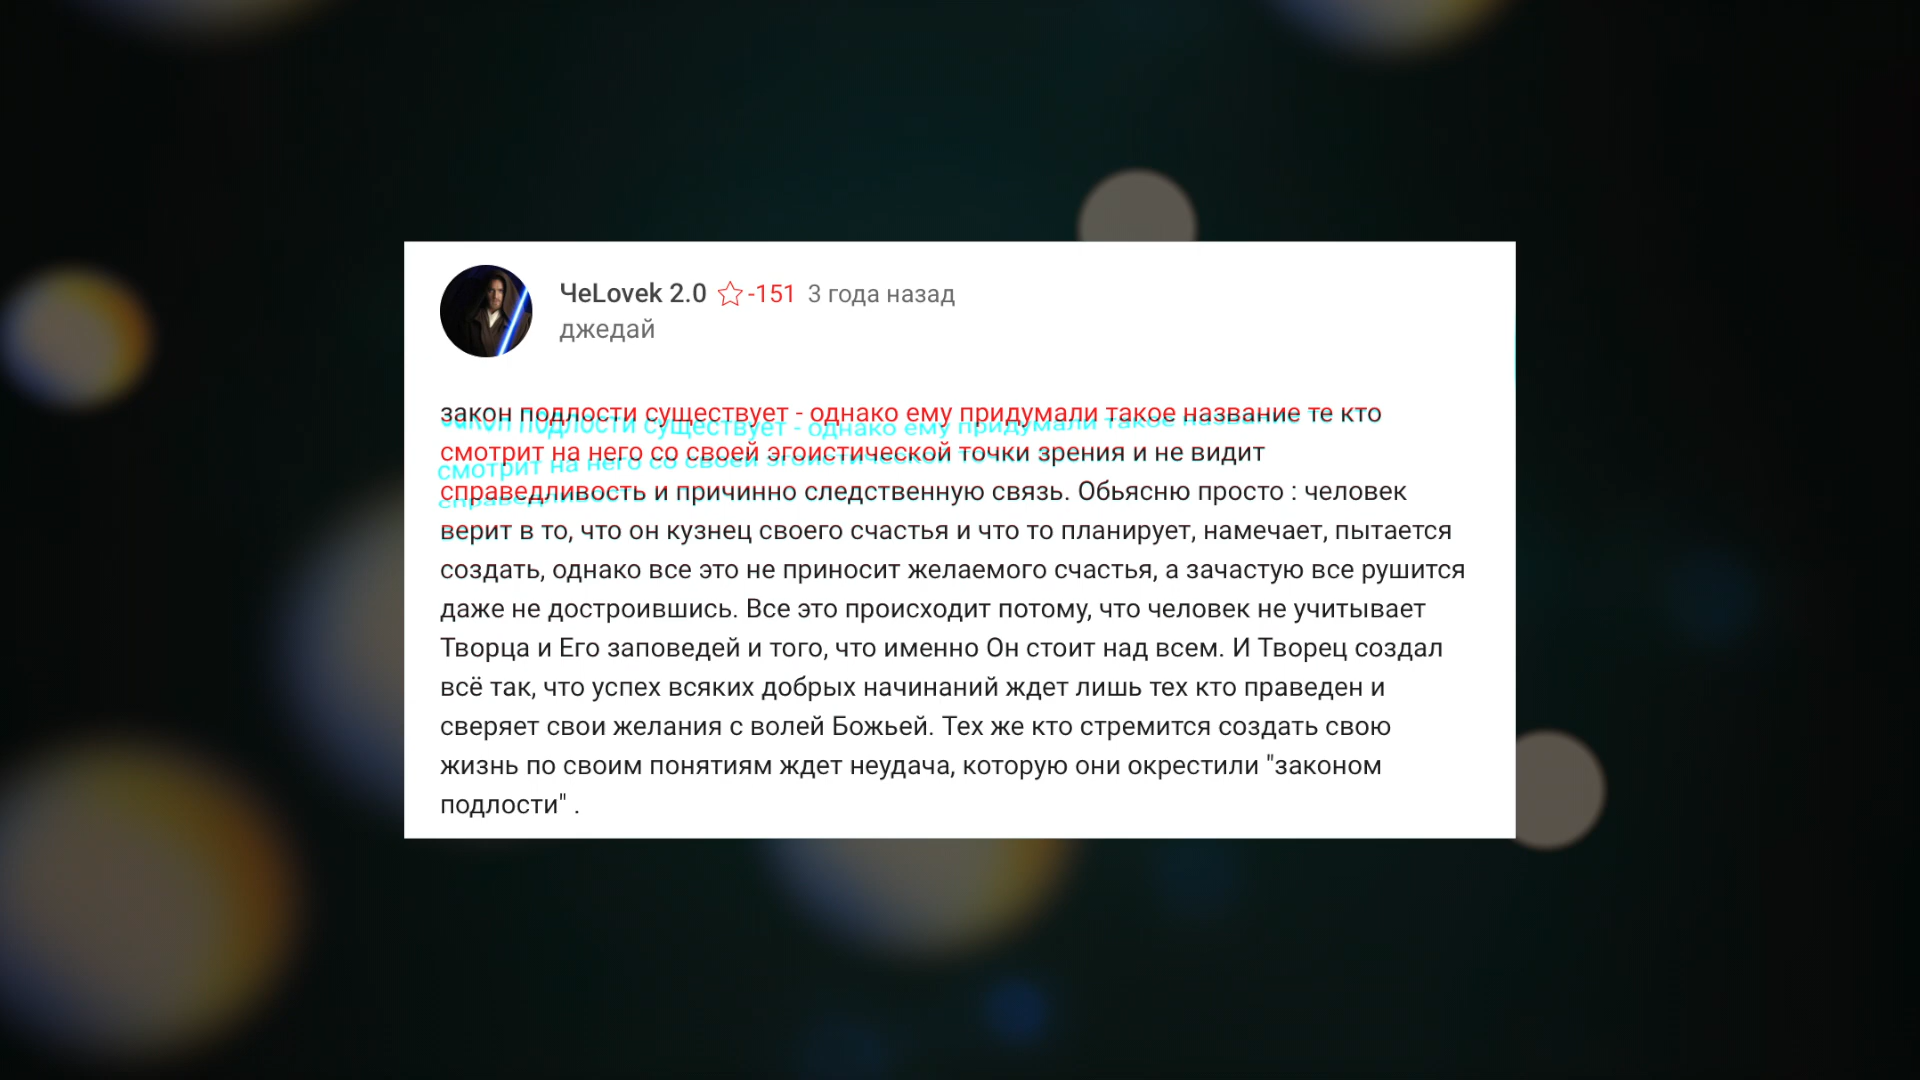 ЧеLovek 2.0 -151 3 года назад
джедай
закон подлости существует - однако ему придумали такое название те кто
смотрит на него со своей эгоистической точки зрения и не видит
справедливость и причинно следственную связь. Обьясню просто : человек
верит в то, что он кузнец своего счастья и что то планирует, намечает, пытается
создать, однако все это не приносит желаемого счастья, а зачастую все рушится
даже не достроившись. Все это происходит потому, что человек не учитывает
Творца и Его заповедей и того, что именно Он стоит над всем. И Творец создал
всё так, что успех всяких добрых начинаний ждет лишь тех кто праведен и
сверяет свои желания с волей Божьей. Тех же кто стремится создать свою
жизнь по своим понятиям ждет неудача, которую они окрестили "законом
подлости" .